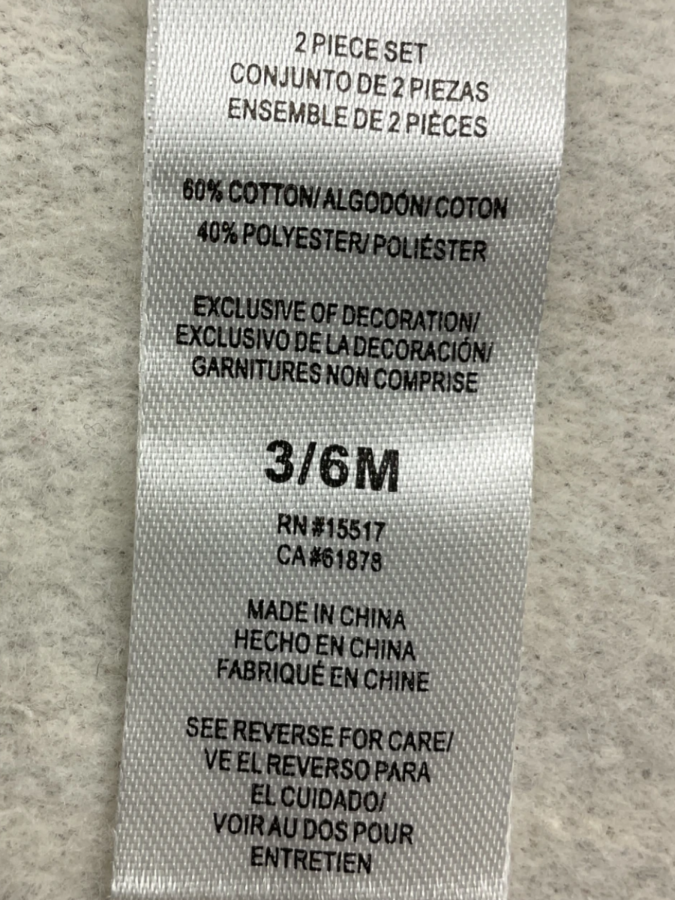 2 PIECE SET
CONJUNTO DE 2 PIEZAS
ENSEMBLE DE 2 PIÈCES
60% COTTON/ALGODÓN/COTON
40% POLYESTER/POLIÉSTER
EXCLUSIVE OF DECORATION/
EXCLUSIVO DE LA DECORACIÓN/
GARNITURES NON COMPRISE
3/6M
RN #15517
CA #61878
MADE IN CHINA
HECHO EN CHINA
FABRIQUÉ EN CHINE
SEE REVERSE FOR CARE/
VE EL REVERSO PARA
EL CUIDADO/
VOIR AU DOS POUR
ENTRETIEN